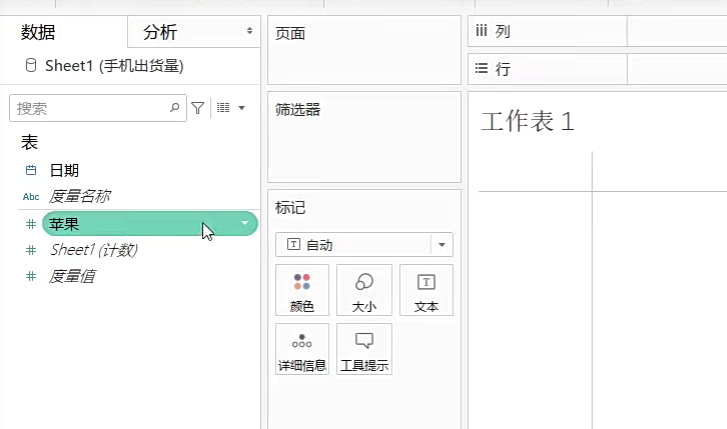 数据
分析
Sheet1 (手机出货量)
搜索
表
日期
Abc 度量名称
苹果
Sheet1 (计数)
度量值
页面
筛选器
标记
T 自动
颜色
大小
T 文本
详细信息
工具提示
iii 列
行
工作表 1